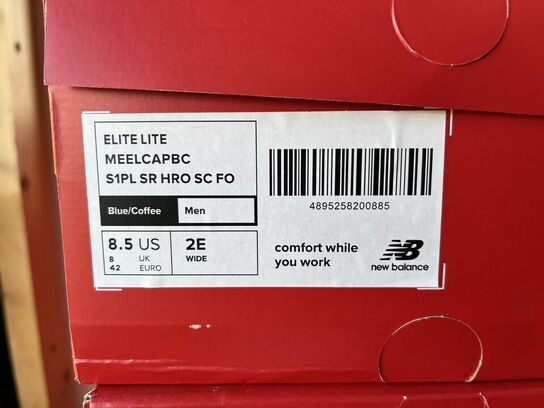 ELITE LITE
MEELCAPBC
S1PL SR HRO SC FO
Blue/Coffee Men
8.5 US
8 UK
42 EURO
2E
WIDE
4895258200885
comfort while
you work
NB
new balance